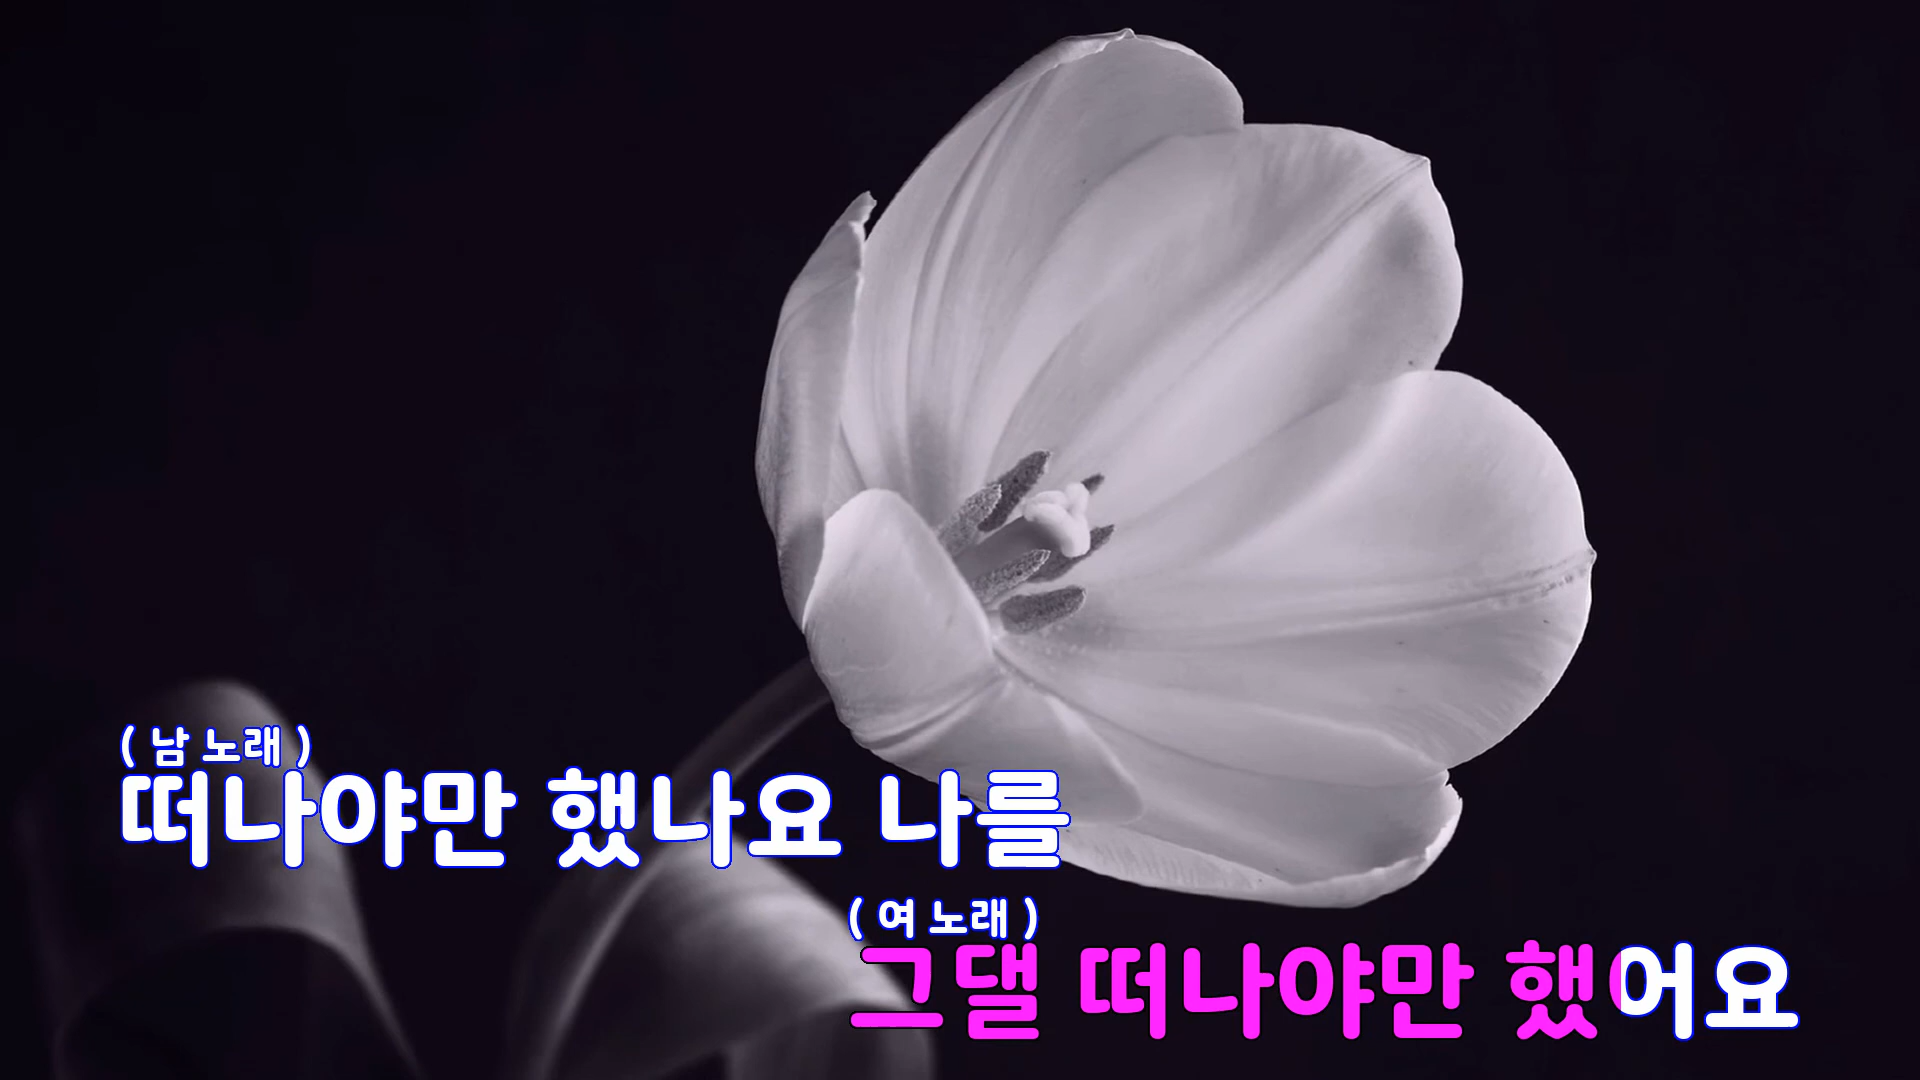 ( 남 노래 )
떠나야만 했나요 나를
( 여 노래 )
그댈 떠나야만 했어요